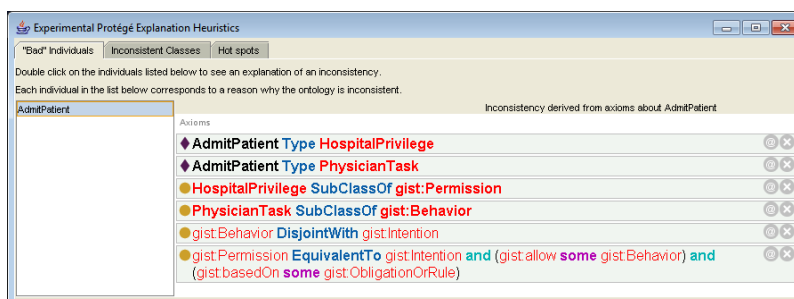 Experimental Protégé Explanation Heuristics
"Bad" Individuals Inconsistent Classes Hot spots
Double click on the individuals listed below to see an explanation of an inconsistency.
Each individual in the list below corresponds to a reason why the ontology is inconsistent.
AdmitPatient
Inconsistency derived from axioms about AdmitPatient
Axioms
AdmitPatient Type HospitalPrivilege
AdmitPatient Type PhysicianTask
HospitalPrivilege SubClassOf gist:Permission
PhysicianTask SubClassOf gist:Behavior
gist:Behavior DisjointWith gist:Intention
gist:Permission EquivalentTo gist:Intention and (gist:allow some gist:Behavior) and
(gist:basedOn some gist:ObligationOrRule)